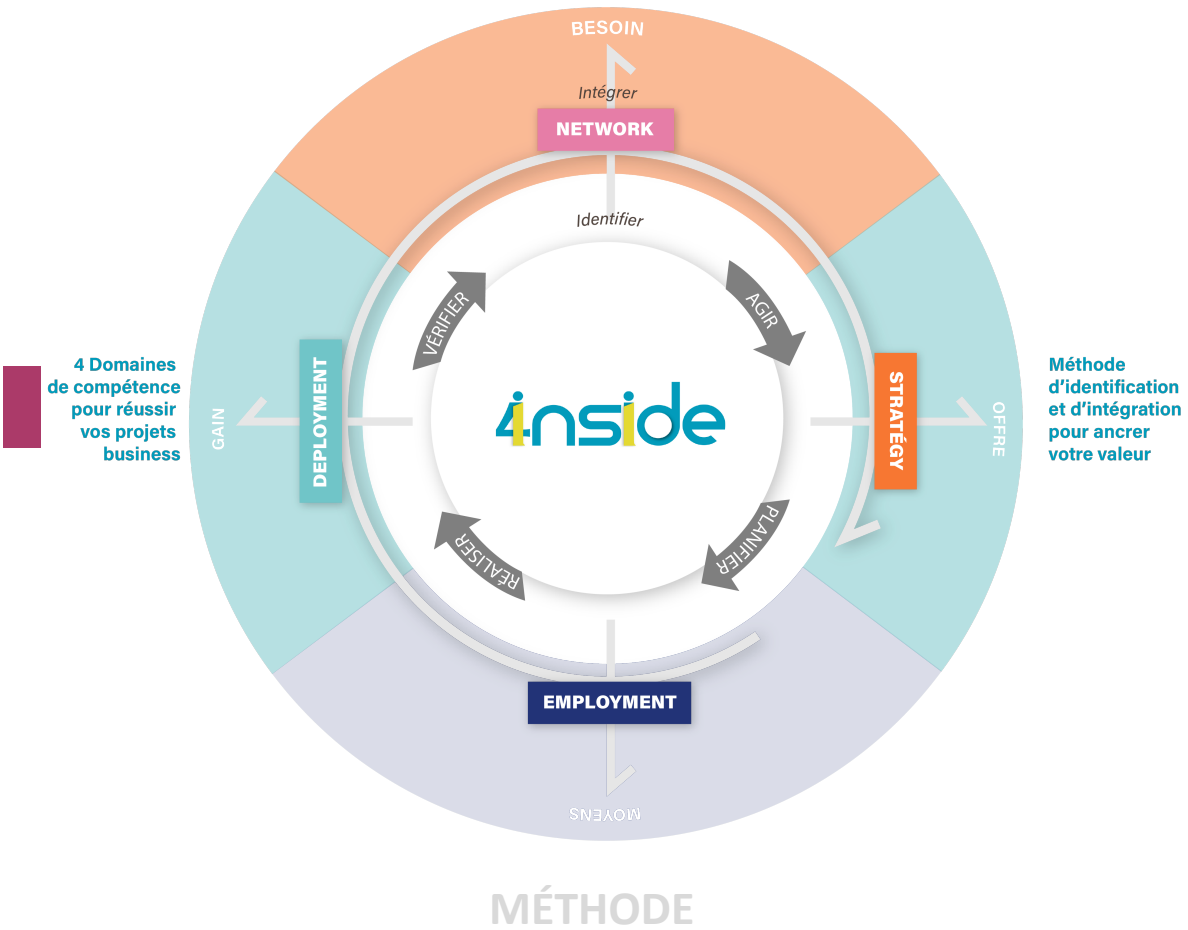 BESOIN
Intégrer
NETWORK
Identifier
VÉRIFIER
AGIR
4 Domaines
de compétence
pour réussir
vos projets
business
GAIN
DEPLOYMENT
4inside
STRATÉGY
OFFRE
Méthode
d'identification
et d'intégration
pour ancrer
votre valeur
RÉALISER
PLANIFIER
EMPLOYMENT
MOYENS
MÉTHODE